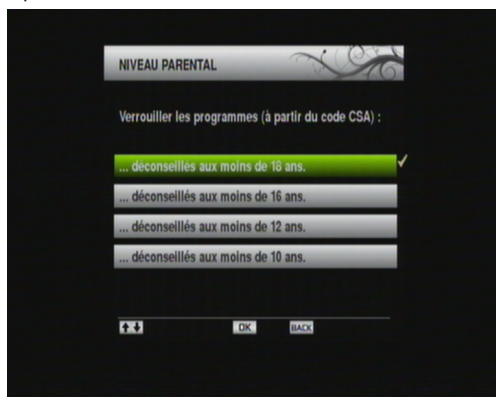 NIVEAU PARENTAL
Verrouiller les programmes (à partir du code CSA) :
... déconseillés aux moins de 18 ans.
... déconseillés aux moins de 16 ans.
... déconseillés aux moins de 12 ans.
... déconseillés aux moins de 10 ans.
OK BACK